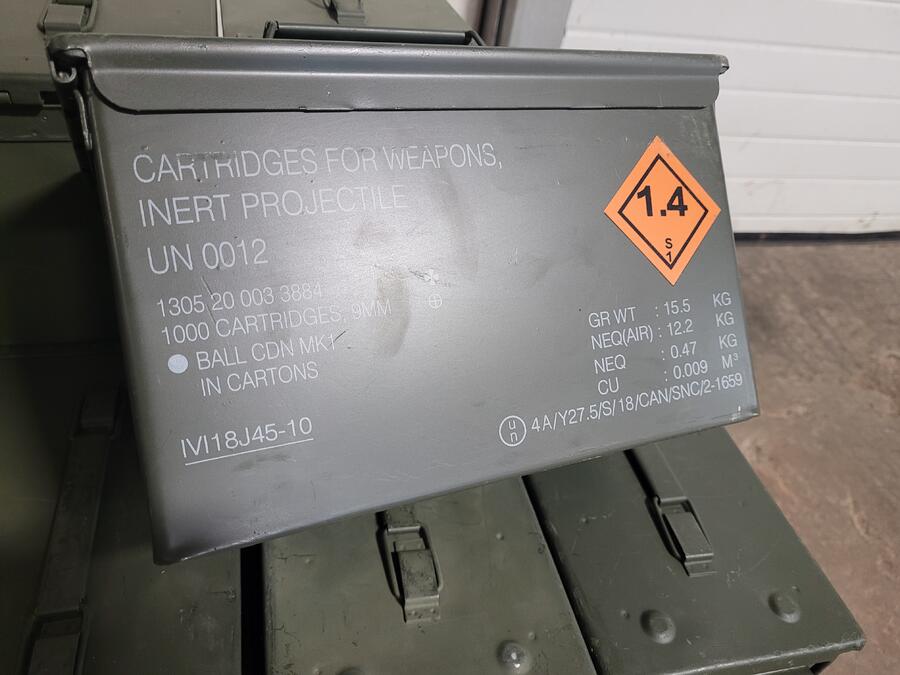 CARTRIDGES FOR WEAPONS,
INERT PROJECTILE
UN 0012
1305 20 003 3884
1000 CARTRIDGES, 9MM
BALL CDN MK1
IN CARTONS
IVI18J45-10
1.4
S
1
GR WT : 15.5 KG
NEQ(AIR) : 12.2 KG
NEQ : 0.47 KG
CU : 0.009 M³
un 4A/Y27.5/S/18/CAN/SNC/2-1659